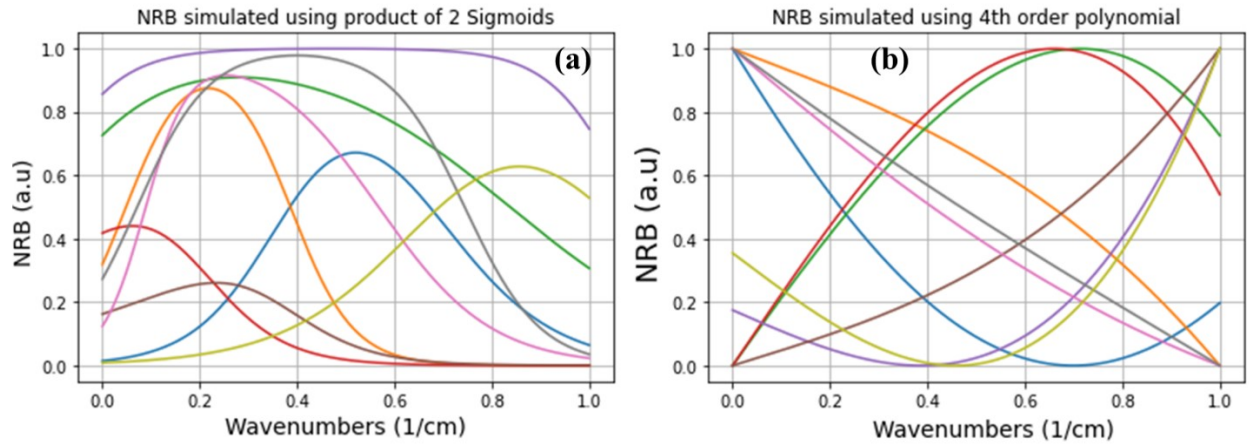 NRB simulated using product of 2 Sigmoids
(a)
NRB (a.u)
1.0
0.8
0.6
0.4
0.2
0.0
0.0 0.2 0.4 0.6 0.8 1.0
Wavenumbers (1/cm)
NRB simulated using 4th order polynomial
(b)
NRB (a.u)
1.0
0.8
0.6
0.4
0.2
0.0
0.0 0.2 0.4 0.6 0.8 1.0
Wavenumbers (1/cm)